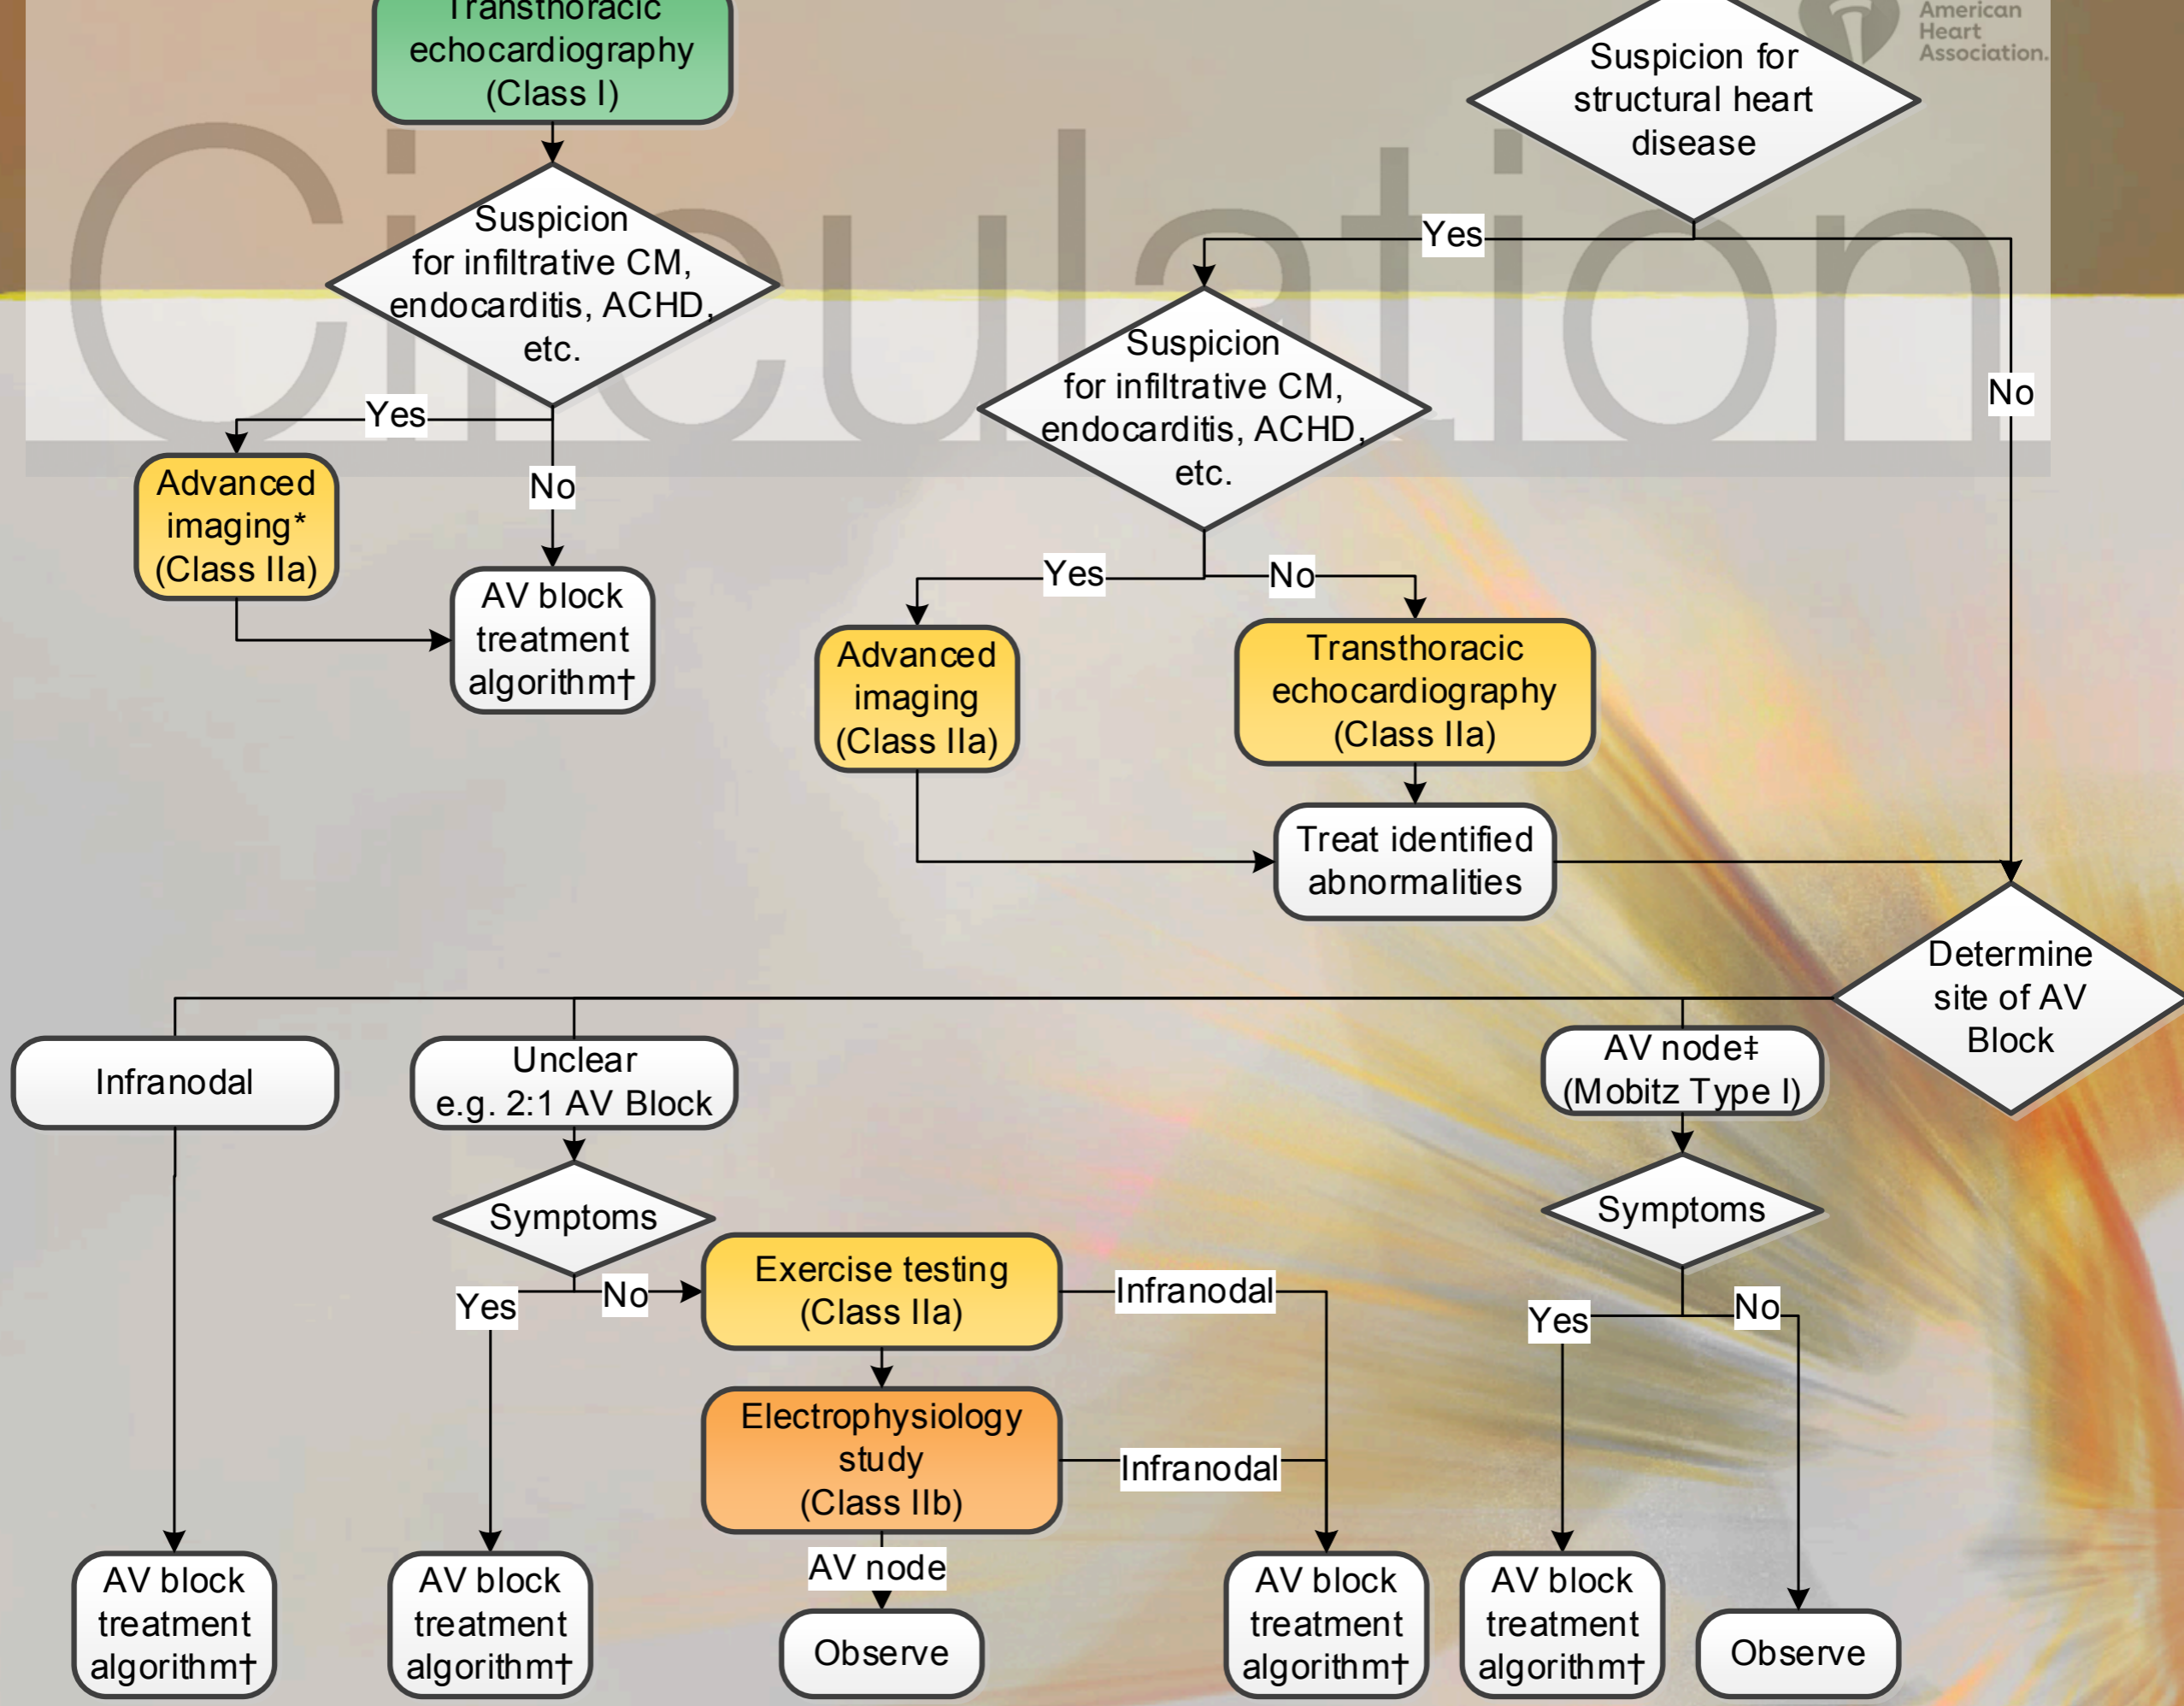 Transthoracic
echocardiography
(Class I)
American
Heart
Association.
Suspicion for
structural heart
disease
Circulation
Suspicion
for infiltrative CM,
endocarditis, ACHD,
etc.
Yes
No
Yes
No
Suspicion
for infiltrative CM,
endocarditis, ACHD,
etc.
Advanced
imaging*
(Class IIa)
AV block
treatment
algorithm†
Yes
No
Advanced
imaging
(Class IIa)
Transthoracic
echocardiography
(Class IIa)
Treat identified
abnormalities
Determine
site of AV
Block
Infranodal
Unclear
e.g. 2:1 AV Block
AV node‡
(Mobitz Type I)
Symptoms
Symptoms
Yes
No
Exercise testing
(Class IIa)
Infranodal
Yes
No
Electrophysiology
study
(Class IIb)
Infranodal
AV node
AV block
treatment
algorithm†
AV block
treatment
algorithm†
Observe
AV block
treatment
algorithm†
AV block
treatment
algorithm†
Observe